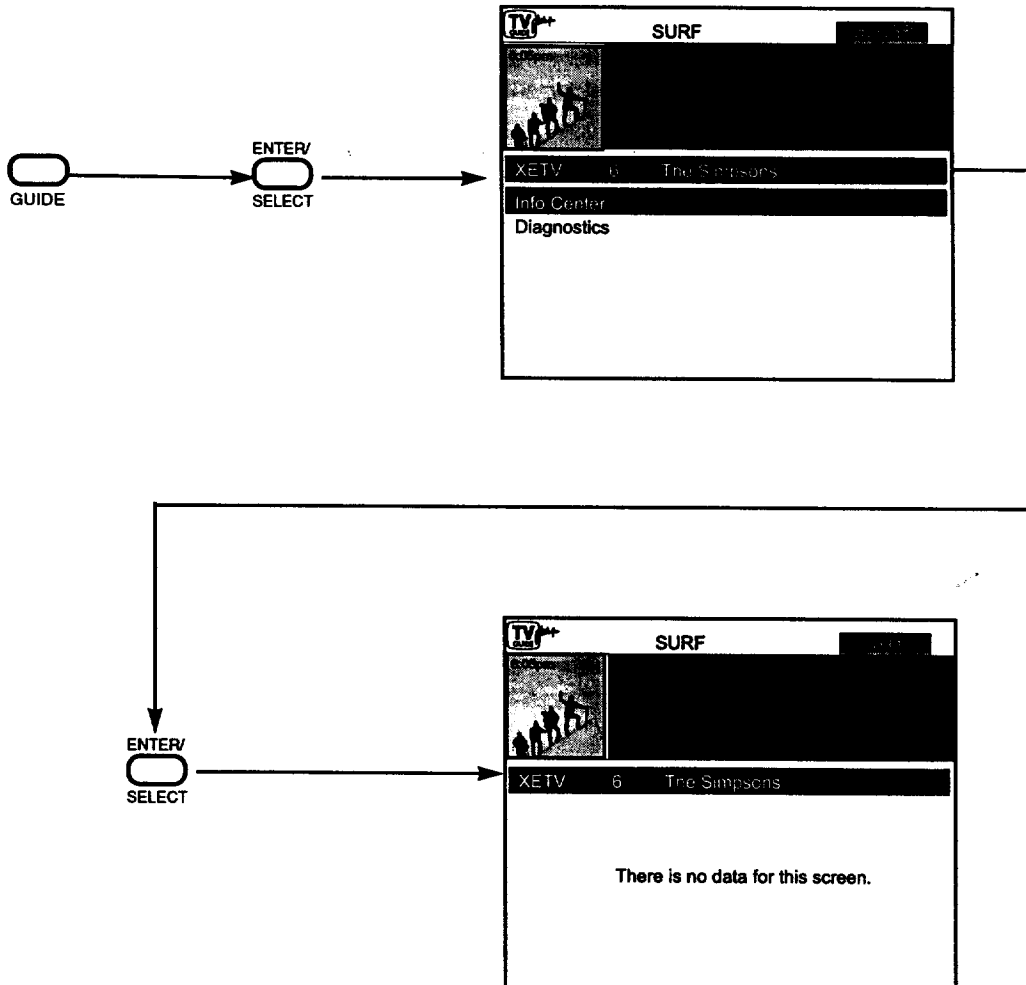 TV
GUIDE
SURF
XETV 6 The Simpsons
Info Center
Diagnostics
GUIDE
ENTER/
SELECT
ENTER/
SELECT
TV
GUIDE
SURF
XETV 6 The Simpsons
There is no data for this screen.